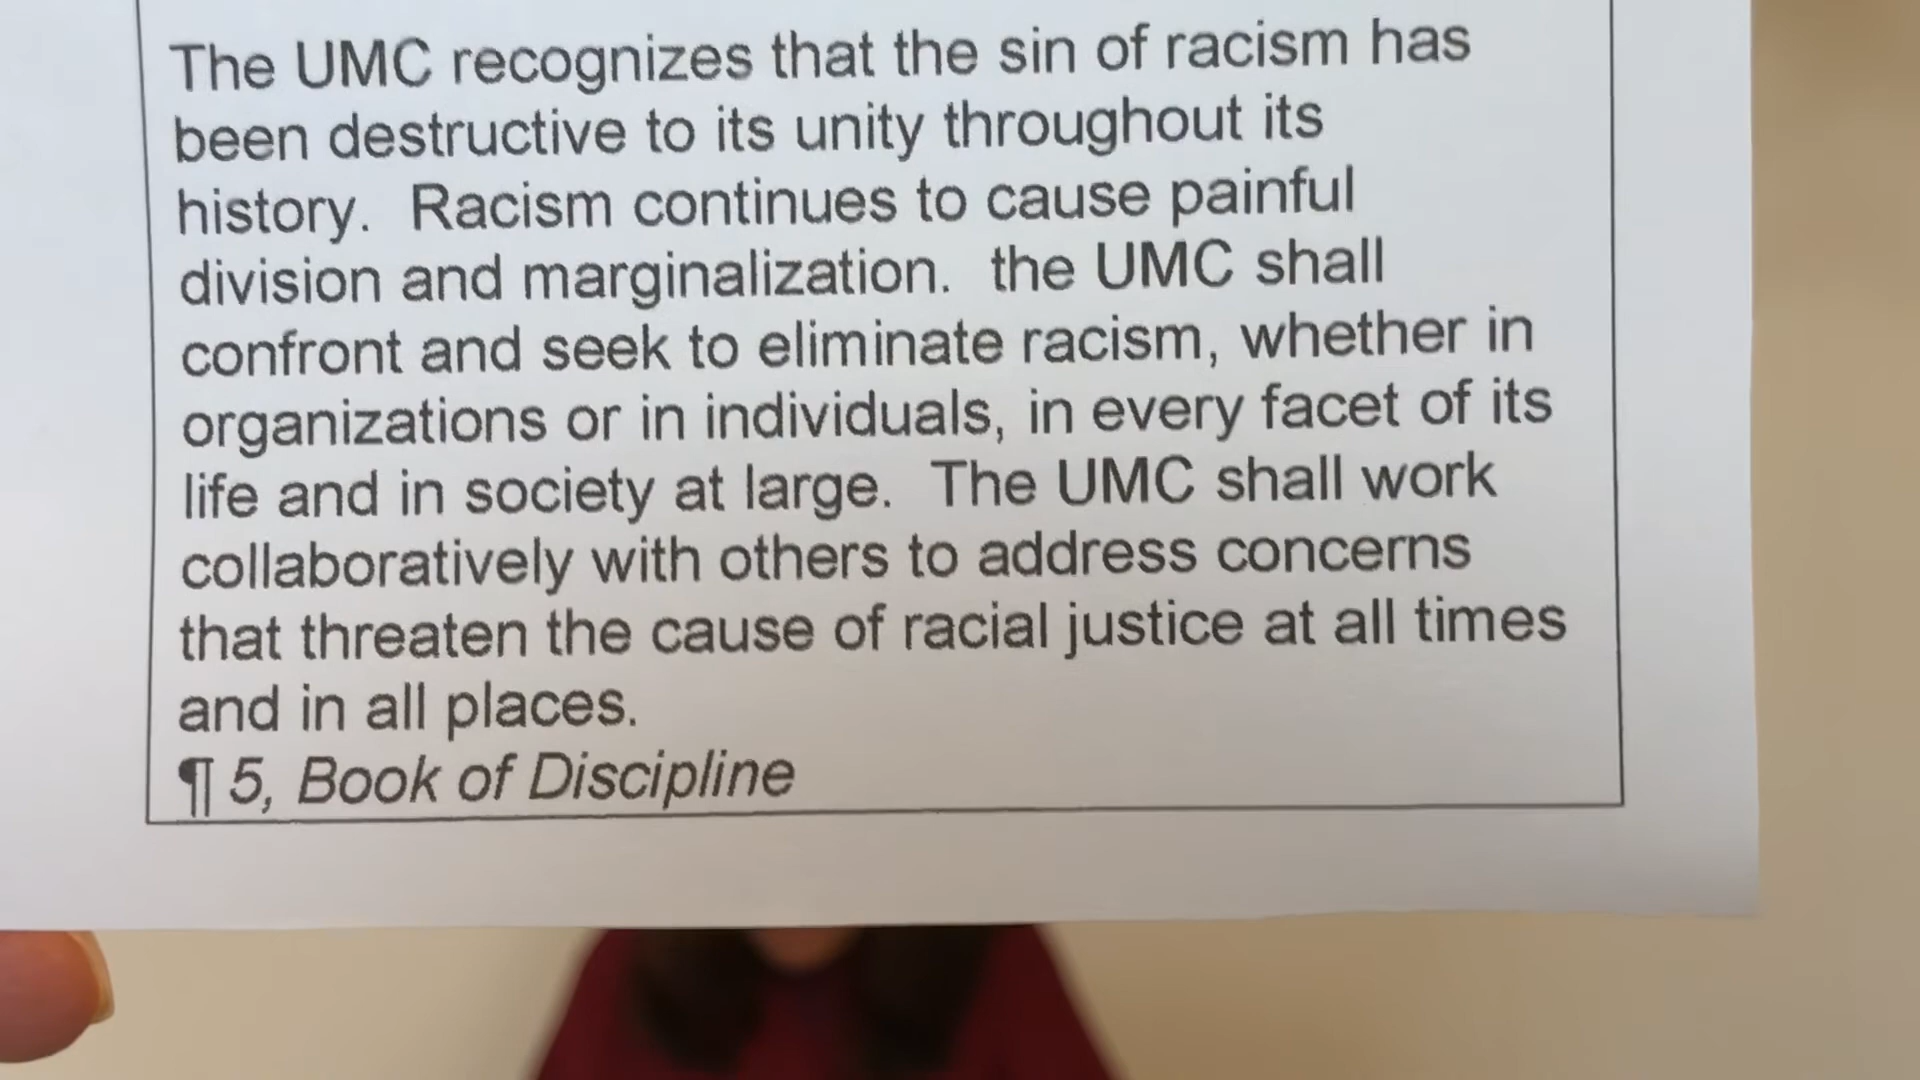 The UMC recognizes that the sin of racism has
been destructive to its unity throughout its
history. Racism continues to cause painful
division and marginalization. the UMC shall
confront and seek to eliminate racism, whether in
organizations or in individuals, in every facet of its
life and in society at large. The UMC shall work
collaboratively with others to address concerns
that threaten the cause of racial justice at all times
and in all places.
¶ 5, Book of Discipline